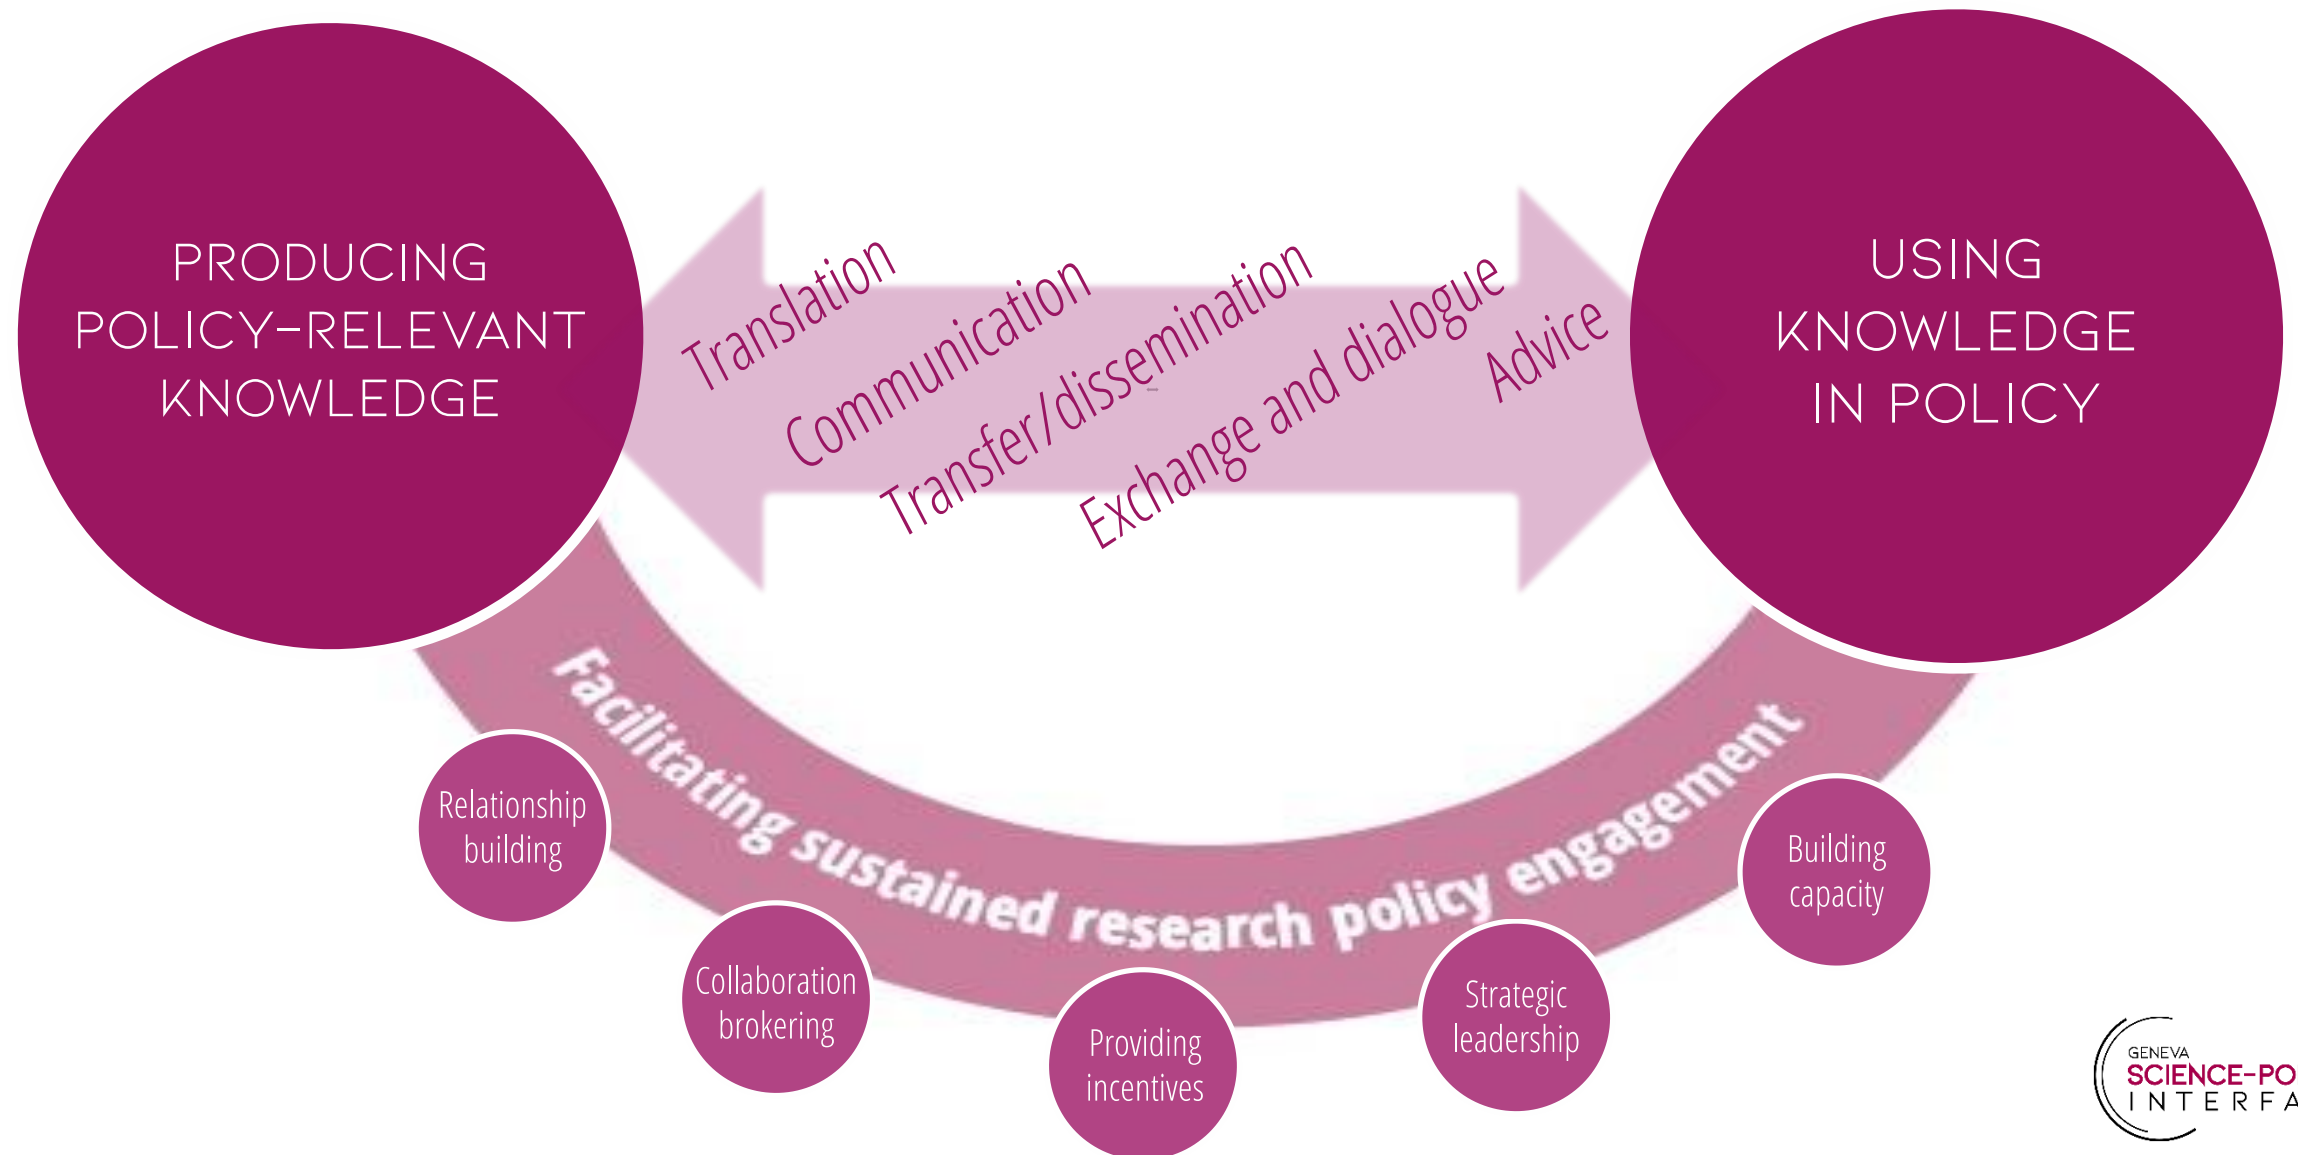 PRODUCING
POLICY-RELEVANT
KNOWLEDGE
Translation
Communication
Transfer/dissemination
Exchange and dialogue
Advice
USING
KNOWLEDGE
IN POLICY
Facilitating sustained research policy engagement
Relationship
building
Collaboration
brokering
Providing
incentives
Strategic
leadership
Building
capacity
GENEVA
SCIENCE-PO
INTERFA